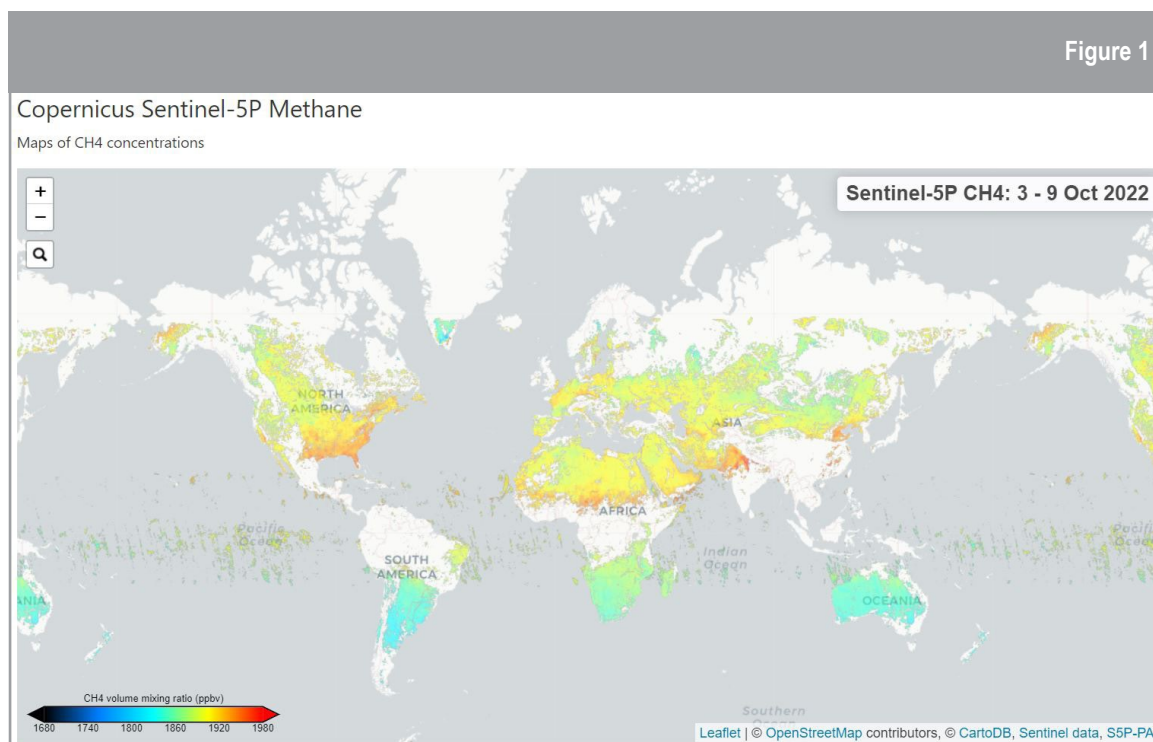 Figure 1
Copernicus Sentinel-5P Methane
Maps of CH4 concentrations
+
−
Sentinel-5P CH4: 3 - 9 Oct 2022
NORTH
AMERICA
ASIA
AFRICA
Pacific
Ocean
Indian
Ocean
Pacific
SOUTH
AMERICA
ANIA
OCEANIA
Southern
CH4 volume mixing ratio (ppbv)
1680 1740 1800 1860 1920 1980
Leaflet | © OpenStreetMap contributors, © CartoDB, Sentinel data, S5P-PA